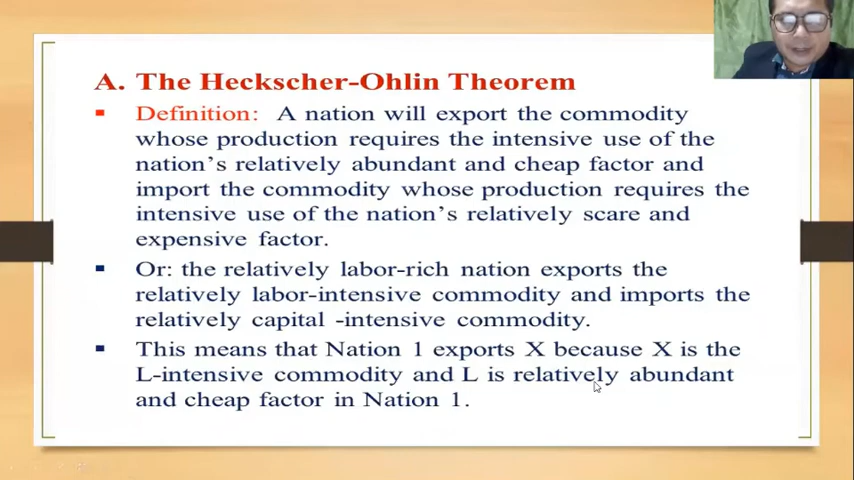 A. The Heckscher-Ohlin Theorem
Definition: A nation will export the commodity
whose production requires the intensive use of the
nation's relatively abundant and cheap factor and
import the commodity whose production requires the
intensive use of the nation's relatively scare and
expensive factor.
Or: the relatively labor-rich nation exports the
relatively labor-intensive commodity and imports the
relatively capital -intensive commodity.
This means that Nation 1 exports X because X is the
L-intensive commodity and L is relatively abundant
and cheap factor in Nation 1.